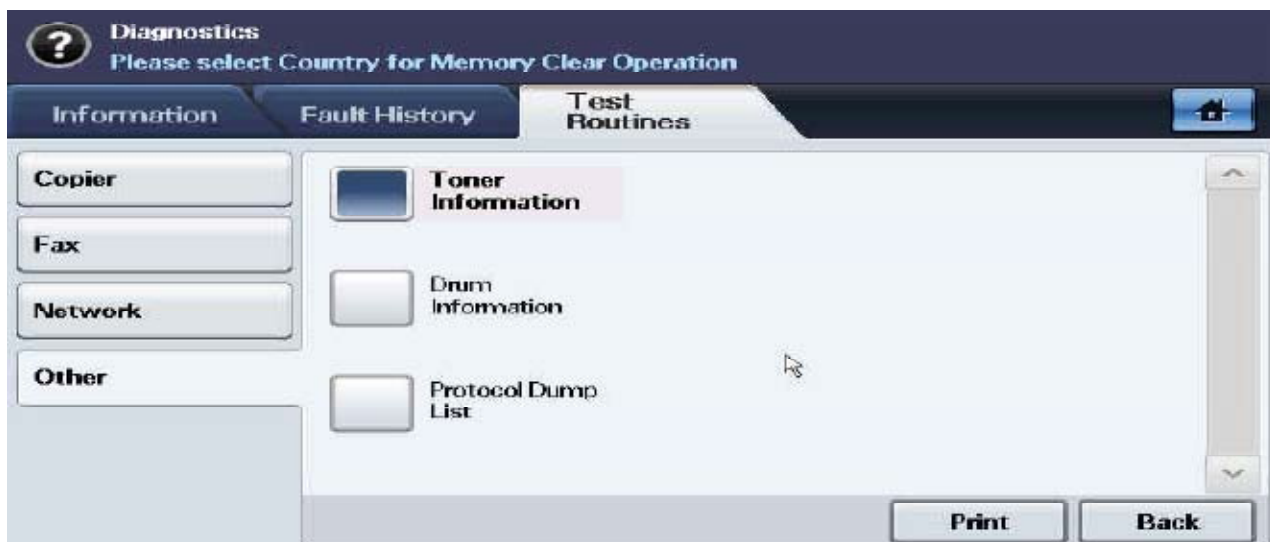 Diagnostics
Please select Country for Memory Clear Operation
Information
Fault History
Test
Routines
Copier
Fax
Network
Other
Toner
Information
Drum
Information
Protocol Dump
List
Print
Back